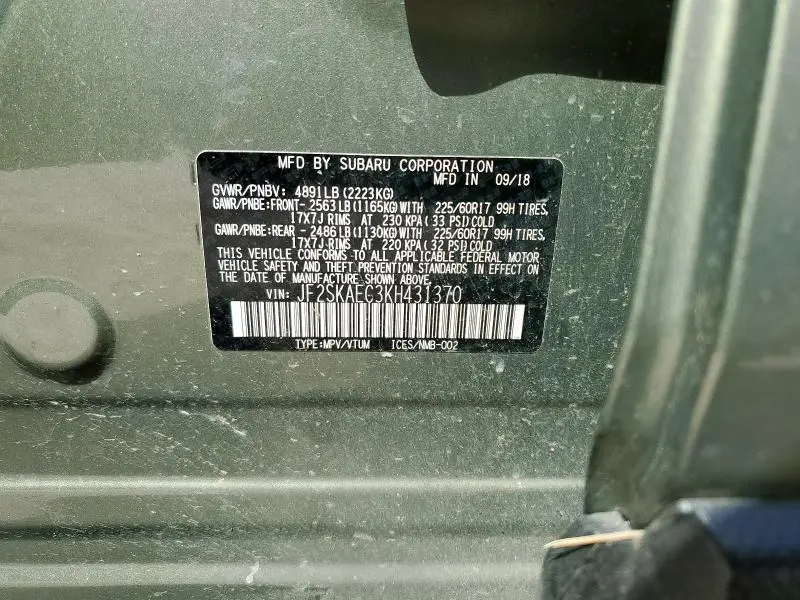 MFD BY SUBARU CORPORATION
MFD IN 09/18
GVWR/PNBV: 4891LB (2223KG)
GAWR/PNBE:FRONT-2563LB(1165KG)WITH 225/60R17 99H TIRES,
17X7J RIMS AT 230 KPA( 33 PSI)COLD
GAWR/PNBE:REAR - 2486LB(1130KG)WITH 225/60R17 99H TIRES,
17X7J RIMS AT 220 KPA( 32 PSI)COLD
THIS VEHICLE CONFORMS TO ALL APPLICABLE FEDERAL MOTOR
VEHICLE SAFETY AND THEFT PREVENTION STANDARDS IN EFFECT ON
THE DATE OF MANUFACTURE SHOWN ABOVE.
VIN: JF2SKAEC3KH431370
TYPE:MPV/VTUM ICES/NMB-002